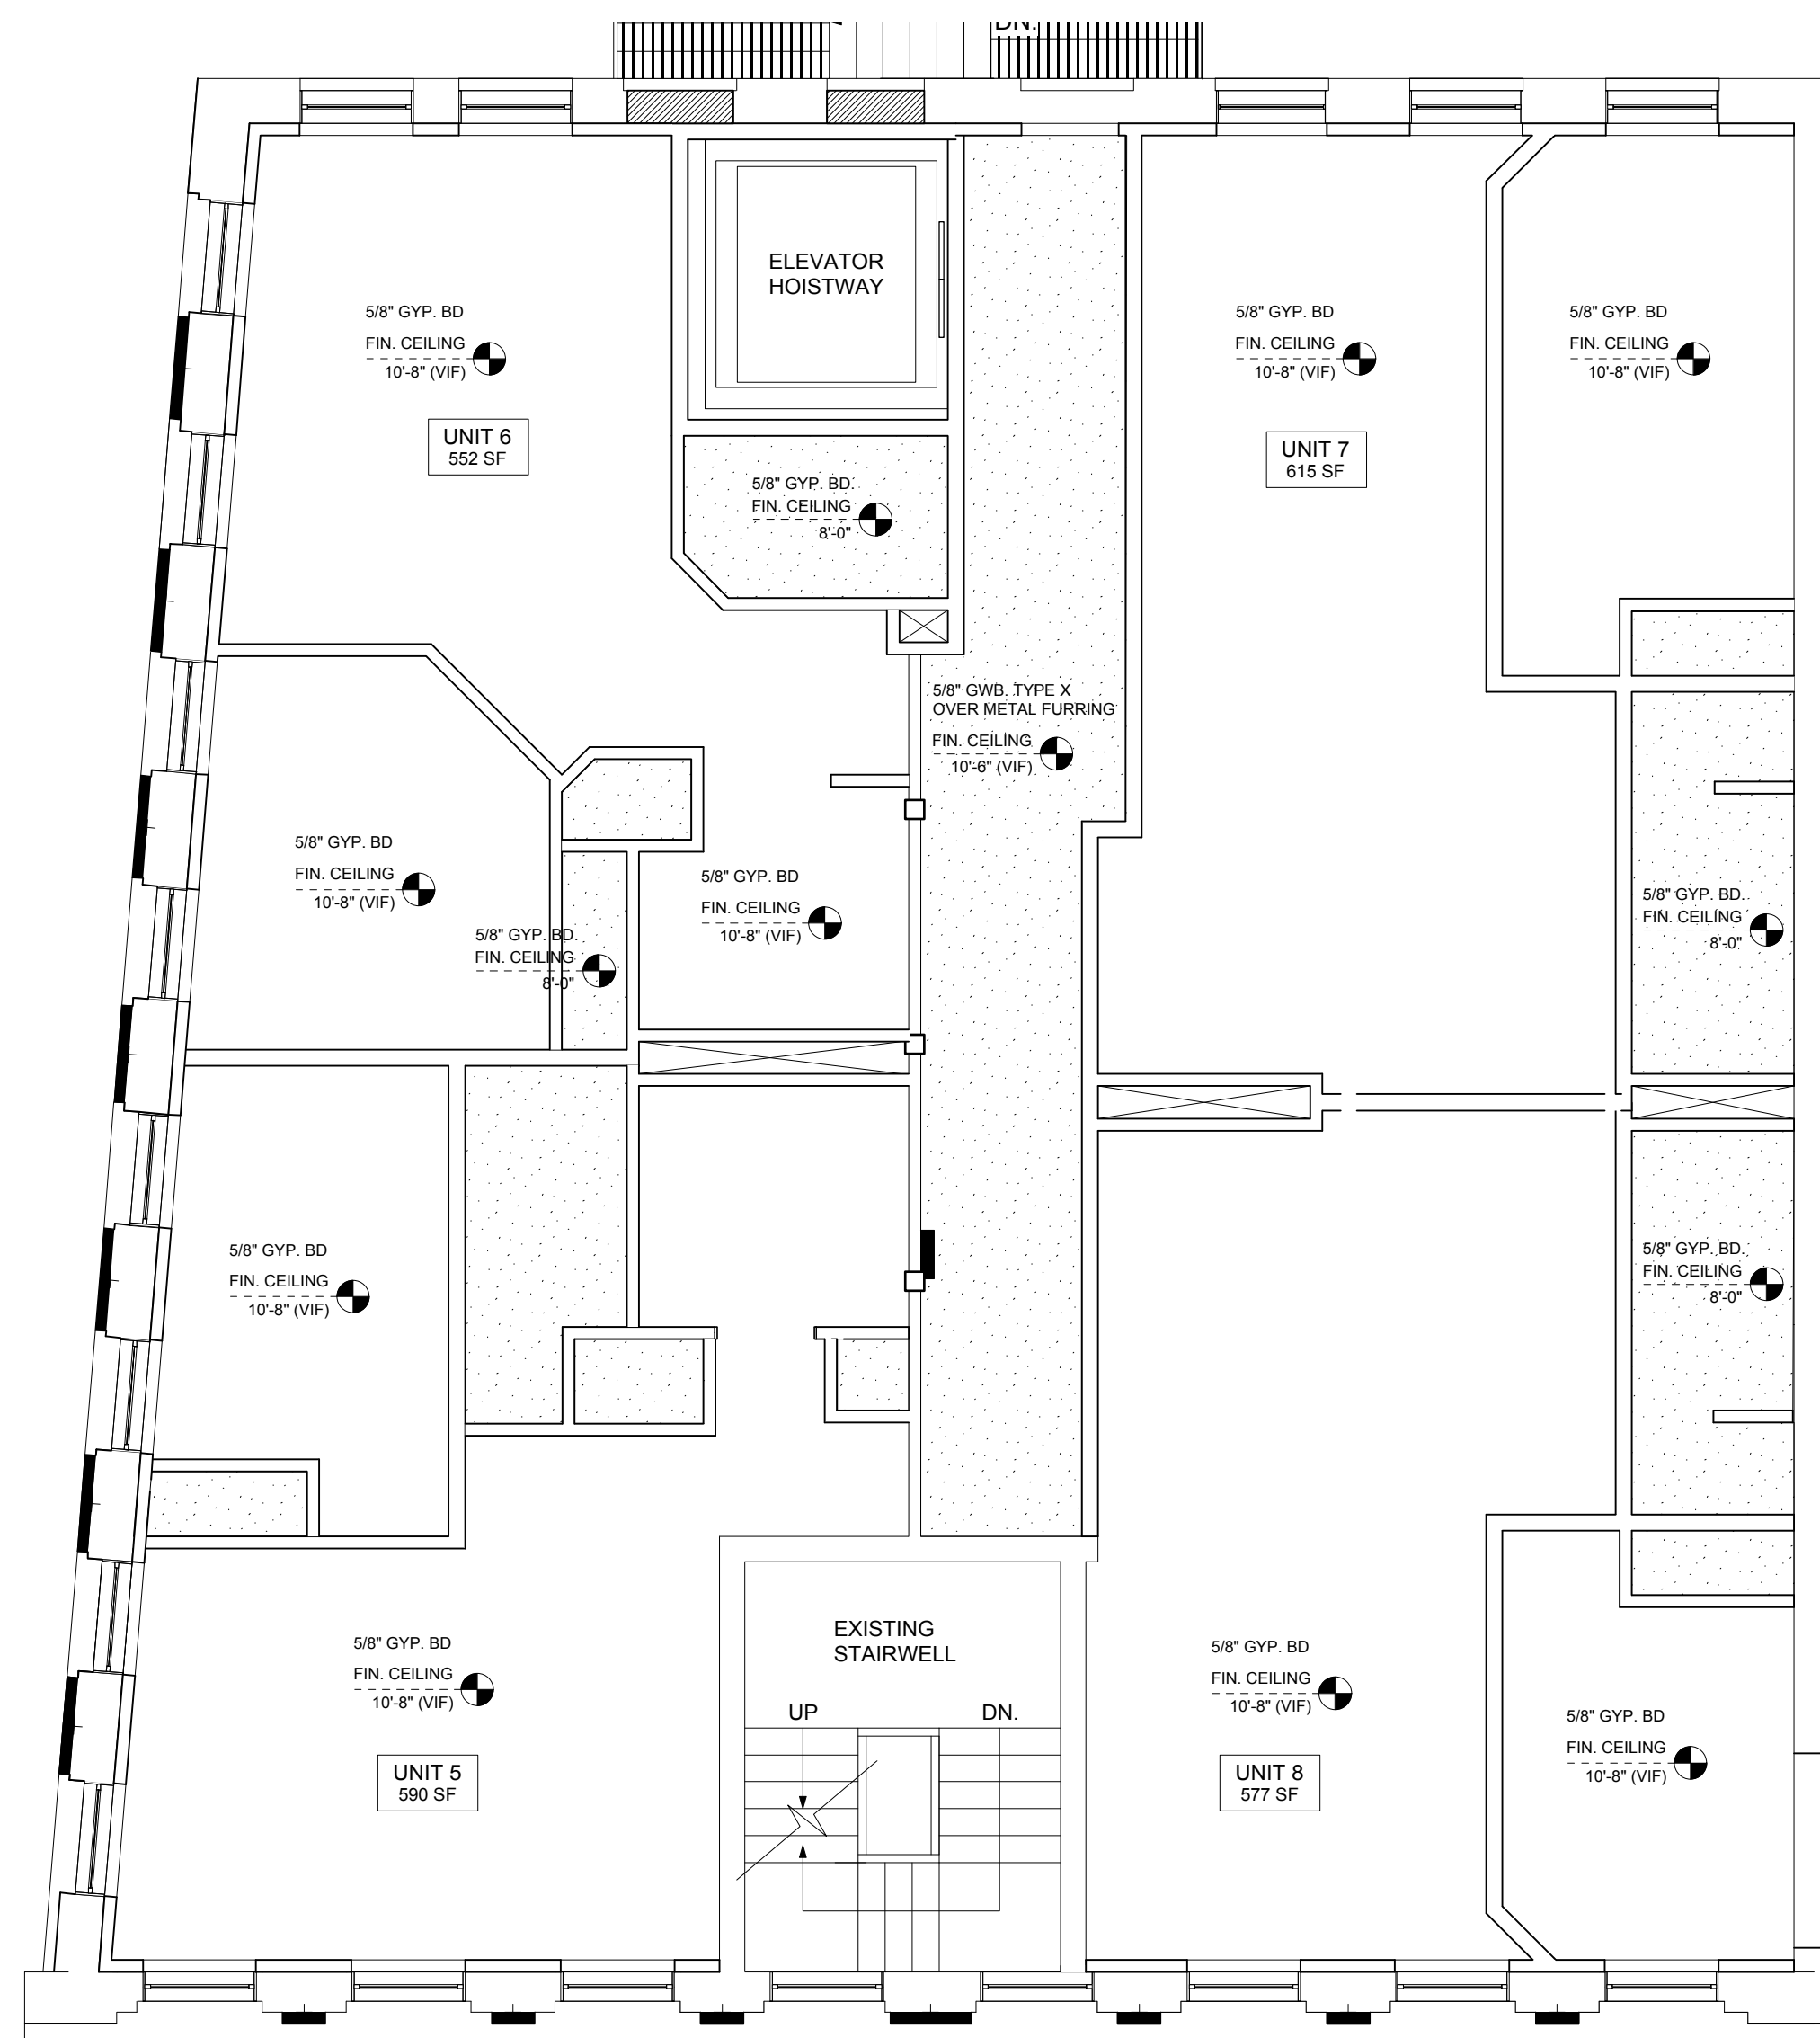 DN.
ELEVATOR
HOISTWAY
5/8" GYP. BD
FIN. CEILING
10'-8" (VIF)
5/8" GYP. BD
FIN. CEILING
10'-8" (VIF)
5/8" GYP. BD
FIN. CEILING
10'-8" (VIF)
UNIT 6
552 SF
UNIT 7
615 SF
5/8" GYP. BD.
FIN. CEILING
8'-0"
5/8" GWB. TYPE X
OVER METAL FURRING
FIN. CEILING
10'-6" (VIF)
5/8" GYP. BD
FIN. CEILING
10'-8" (VIF)
5/8" GYP. BD
FIN. CEILING
10'-8" (VIF)
5/8" GYP. BD.
FIN. CEILING
8'-0"
5/8" GYP. BD.
FIN. CEILING
8'-0"
5/8" GYP. BD
FIN. CEILING
10'-8" (VIF)
5/8" GYP. BD.
FIN. CEILING
8'-0"
EXISTING
STAIRWELL
5/8" GYP. BD
FIN. CEILING
10'-8" (VIF)
5/8" GYP. BD
FIN. CEILING
10'-8" (VIF)
UP
DN.
5/8" GYP. BD
FIN. CEILING
10'-8" (VIF)
UNIT 5
590 SF
UNIT 8
577 SF